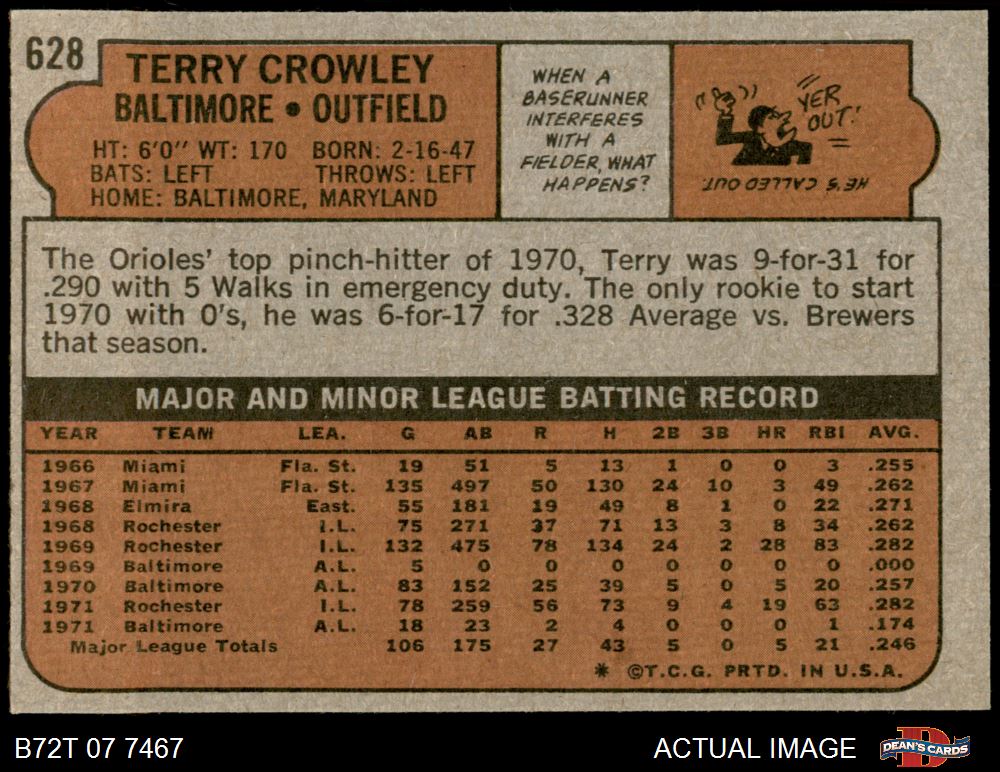 628
TERRY CROWLEY
BALTIMORE • OUTFIELD
HT: 6'0" WT: 170 BORN: 2-16-47
BATS: LEFT THROWS: LEFT
HOME: BALTIMORE, MARYLAND
WHEN A
BASERUNNER
INTERFERES
WITH A
FIELDER, WHAT
HAPPENS?
YER
OUT!
HE'S CALLED OUT.
The Orioles' top pinch-hitter of 1970, Terry was 9-for-31 for
.290 with 5 Walks in emergency duty. The only rookie to start
1970 with O's, he was 6-for-17 for .328 Average vs. Brewers
that season.
MAJOR AND MINOR LEAGUE BATTING RECORD
YEAR TEAM LEA. G AB R H 2B 3B HR RBI AVG.
1966 Miami Fla. St. 19 51 5 13 1 0 0 3 .255
1967 Miami Fla. St. 135 497 50 130 24 10 3 49 .262
1968 Elmira East. 55 181 19 49 8 1 0 22 .271
1968 Rochester I.L. 75 271 37 71 13 3 8 34 .262
1969 Rochester I.L. 132 475 78 134 24 2 28 83 .282
1969 Baltimore A.L. 5 0 0 0 0 0 0 0 .000
1970 Baltimore A.L. 83 152 25 39 5 0 5 20 .257
1971 Rochester I.L. 78 259 56 73 9 4 19 63 .282
1971 Baltimore A.L. 18 23 2 4 0 0 0 1 .174
Major League Totals 106 175 27 43 5 0 5 21 .246
* ©T.C.G. PRTD. IN U.S.A.
B72T 07 7467 ACTUAL IMAGE DEAN'S CARDS